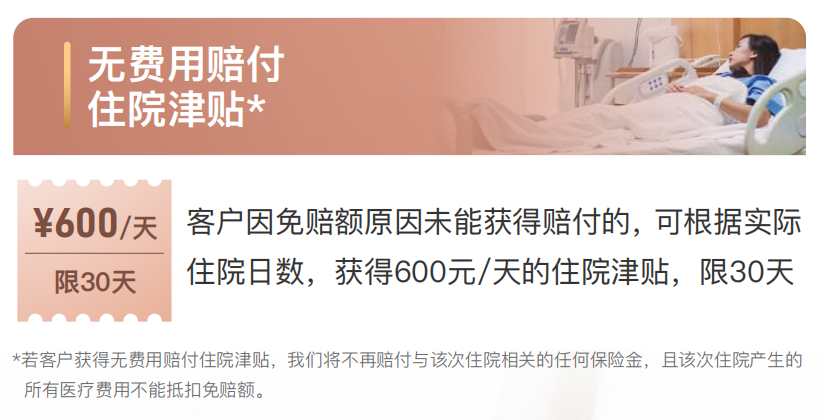 无费用赔付
住院津贴*
¥600/天
限30天
客户因免赔额原因未能获得赔付的，可根据实际
住院日数，获得600元/天的住院津贴，限30天
*若客户获得无费用赔付住院津贴，我们将不再赔付与该次住院相关的任何保险金，且该次住院产生的
所有医疗费用不能抵扣免赔额。